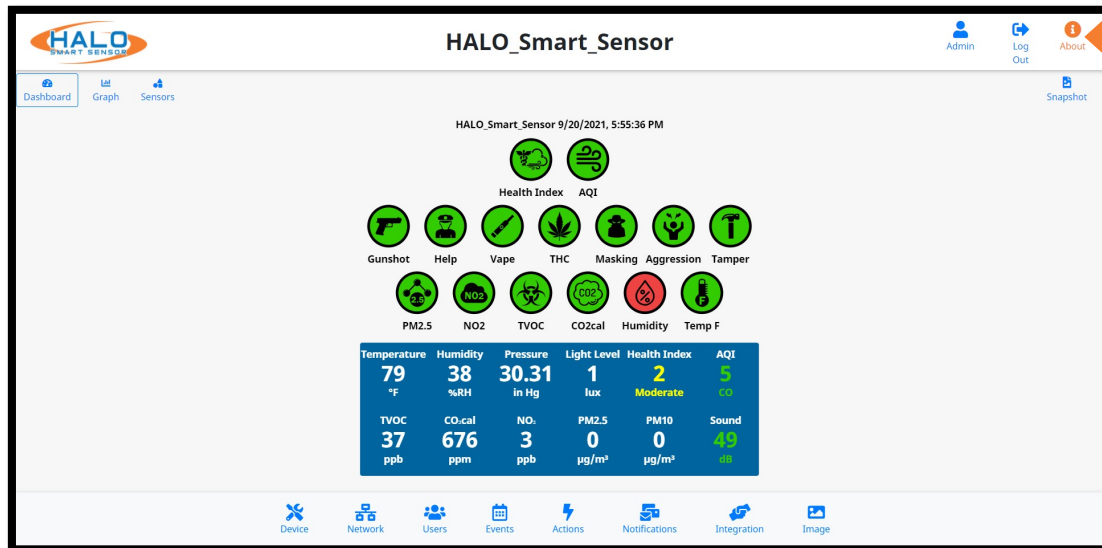 HALO
SMART SENSOR
HALO_Smart_Sensor
Admin
Log
Out
About
Dashboard
Graph
Sensors
Snapshot
HALO_Smart_Sensor 9/20/2021, 5:55:36 PM
Health Index AQI
Gunshot Help Vape THC Masking Aggression Tamper
2.5 NO2 CO2 % F
PM2.5 NO2 TVOC CO2cal Humidity Temp F
Temperature Humidity Pressure Light Level Health Index AQI
79 38 30.31 1 2 5
°F %RH in Hg lux Moderate CO
TVOC CO₂cal NO₂ PM2.5 PM10 Sound
37 676 3 0 0 49
ppb ppm ppb µg/m³ µg/m³ dB
Device Network Users Events Actions Notifications Integration Image